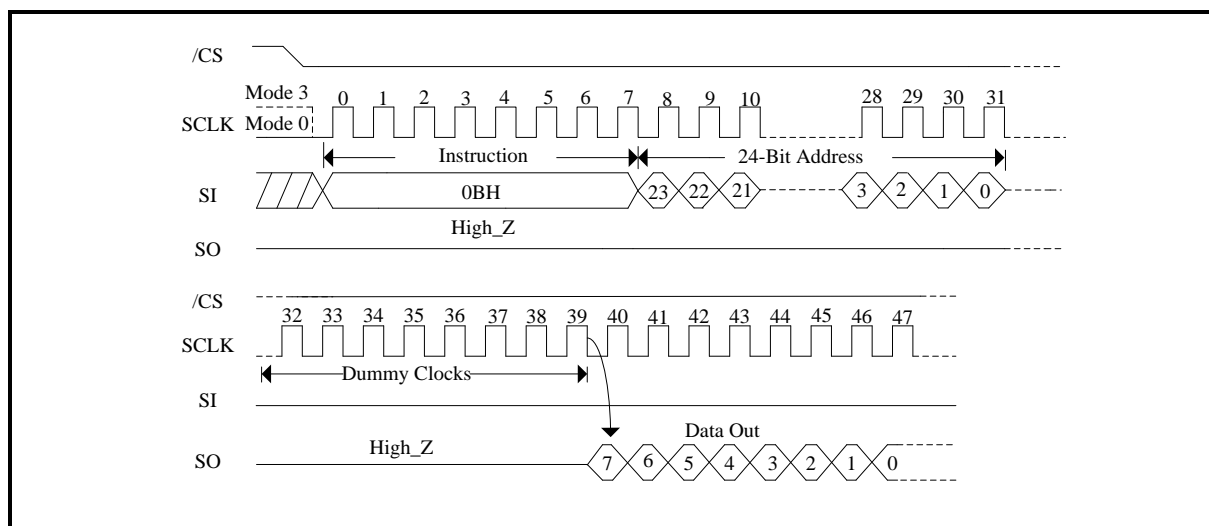 /CS
Mode 3
0 1 2 3 4 5 6 7 8 9 10 28 29 30 31
SCLK Mode 0
Instruction 24-Bit Address
SI 0BH 23 22 21 3 2 1 0
High_Z
SO
/CS
32 33 34 35 36 37 38 39 40 41 42 43 44 45 46 47
SCLK
Dummy Clocks
SI
High_Z Data Out
SO 7 6 5 4 3 2 1 0